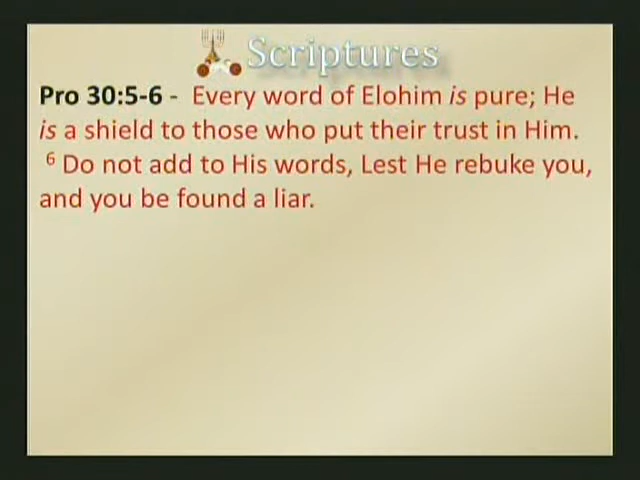 Scriptures
Pro 30:5-6 - Every word of Elohim is pure; He
is a shield to those who put their trust in Him.
6 Do not add to His words, Lest He rebuke you,
and you be found a liar.